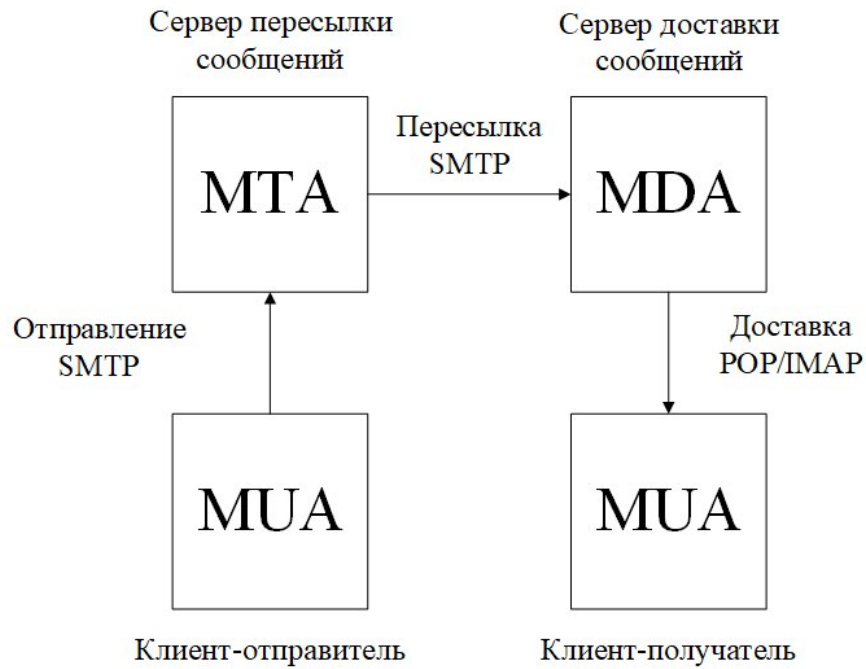 Сервер пересылки
сообщений
Сервер доставки
сообщений
MTA
Пересылка
SMTP
MDA
Отправление
SMTP
Доставка
POP/IMAP
MUA
MUA
Клиент-отправитель
Клиент-получатель